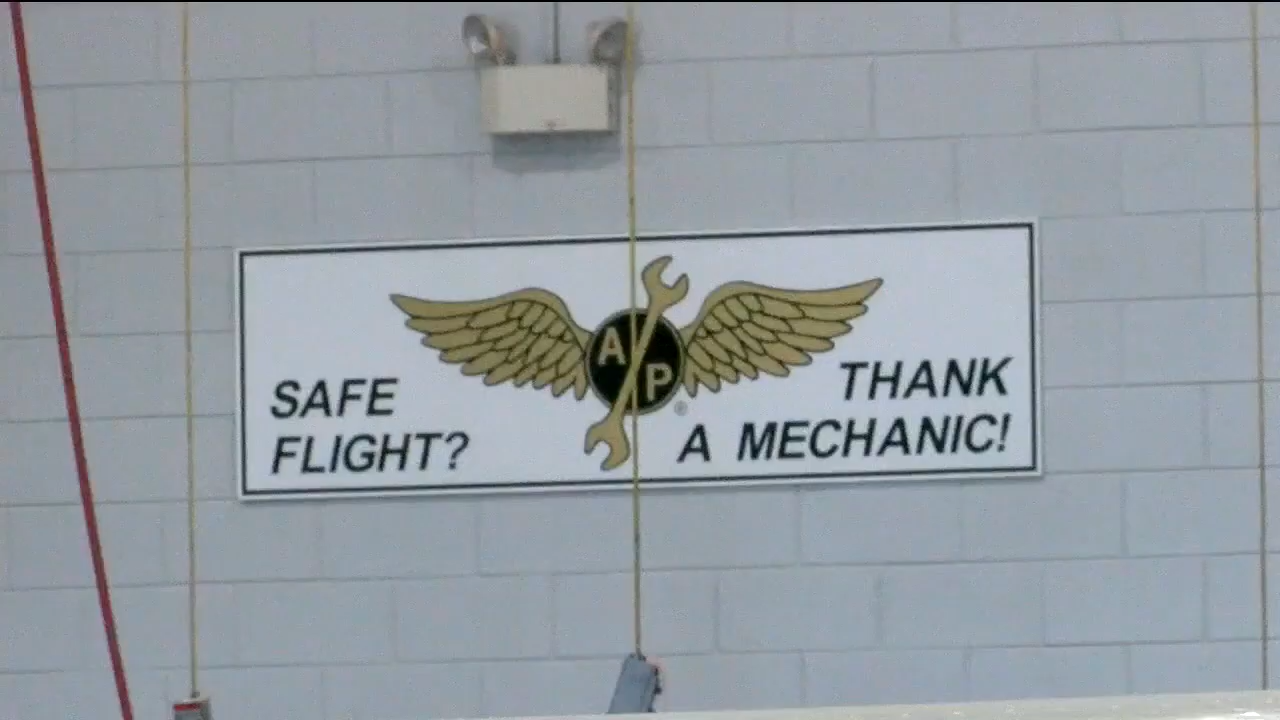 SAFE
FLIGHT?
A
P
®
THANK
A MECHANIC!